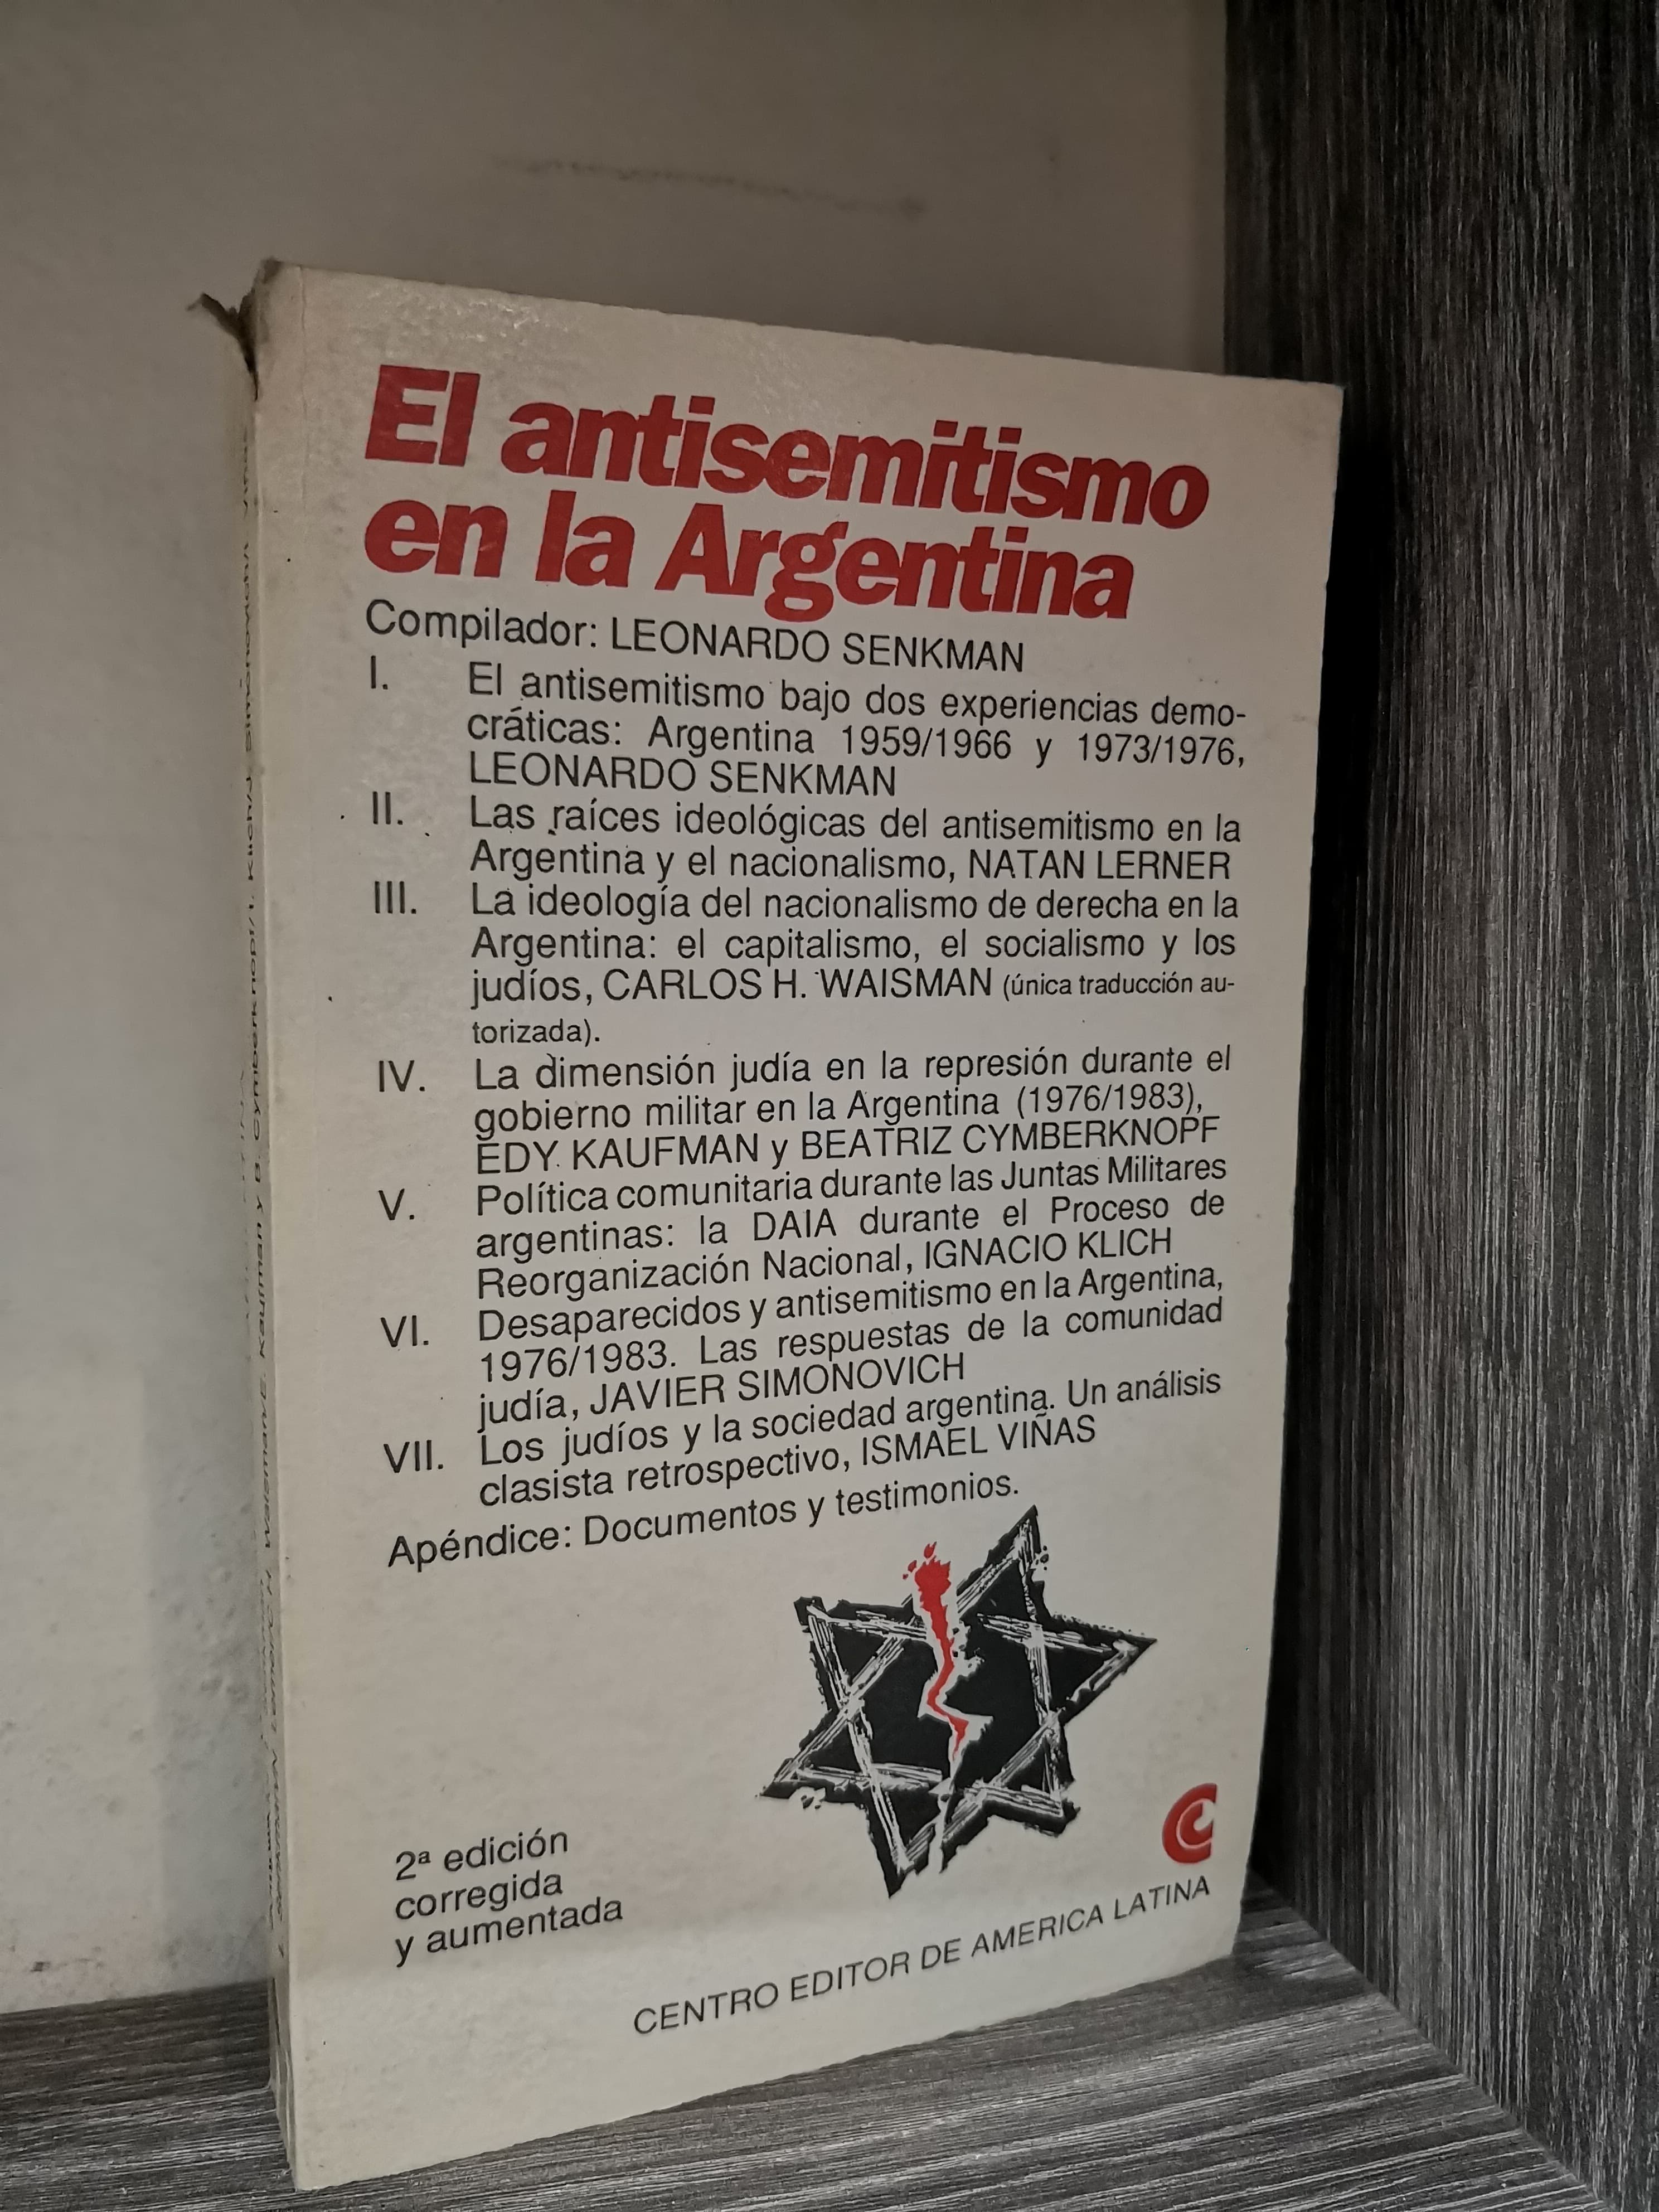 El antisemitismo
en la Argentina
Compilador: LEONARDO SENKMAN
I. El antisemitismo bajo dos experiencias demo-
cráticas: Argentina 1959/1966 y 1973/1976,
LEONARDO SENKMAN
II. Las raíces ideológicas del antisemitismo en la
Argentina y el nacionalismo, NATAN LERNER
III. La ideología del nacionalismo de derecha en la
Argentina: el capitalismo, el socialismo y los
judíos, CARLOS H. WAISMAN (única traducción au-
torizada).
IV. La dimensión judía en la represión durante el
gobierno militar en la Argentina (1976/1983),
EDY KAUFMAN y BEATRIZ CYMBERKNOPF
V. Política comunitaria durante las Juntas Militares
argentinas: la DAIA durante el Proceso de
Reorganización Nacional, IGNACIO KLICH
VI. Desaparecidos y antisemitismo en la Argentina,
1976/1983. Las respuestas de la comunidad
judía, JAVIER SIMONOVICH
VII. Los judíos y la sociedad argentina. Un análisis
clasista retrospectivo, ISMAEL VIÑAS
Apéndice: Documentos y testimonios.
2ª edición
corregida
y aumentada
CENTRO EDITOR DE AMERICA LATINA